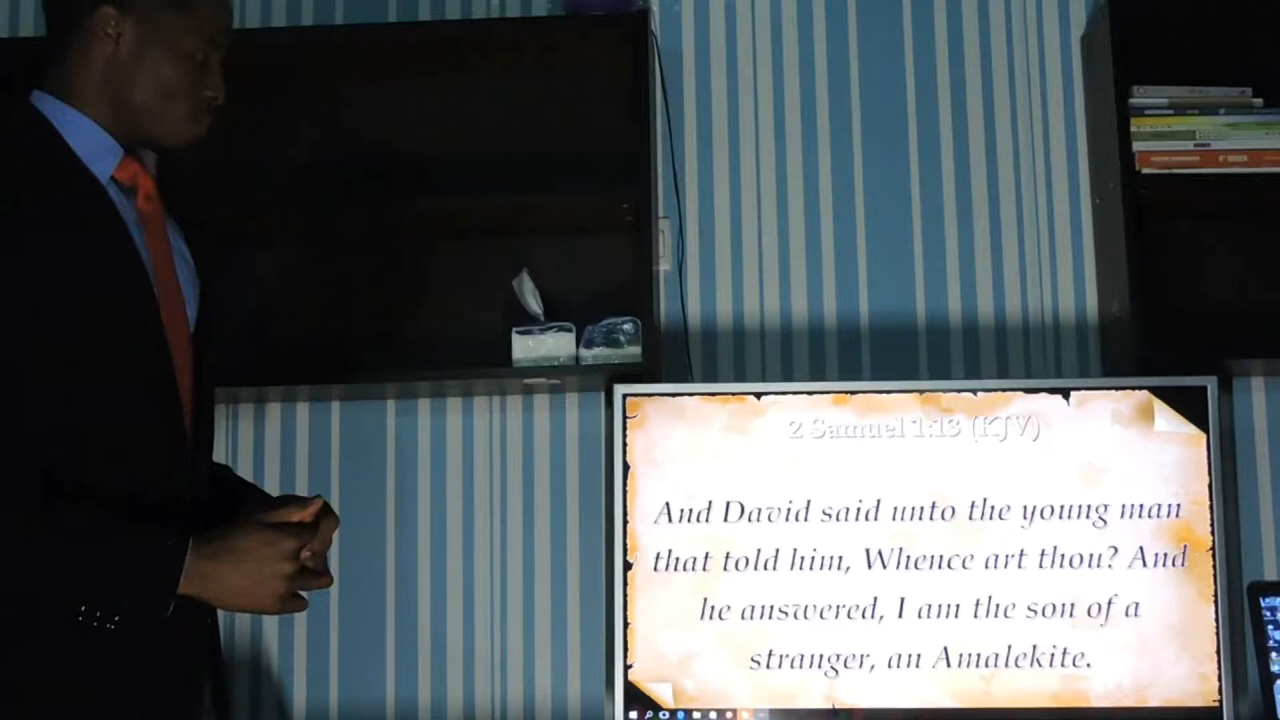 2 Samuel 1:13 (KJV)
And David said unto the young man
that told him, Whence art thou? And
he answered, I am the son of a
stranger, an Amalekite.